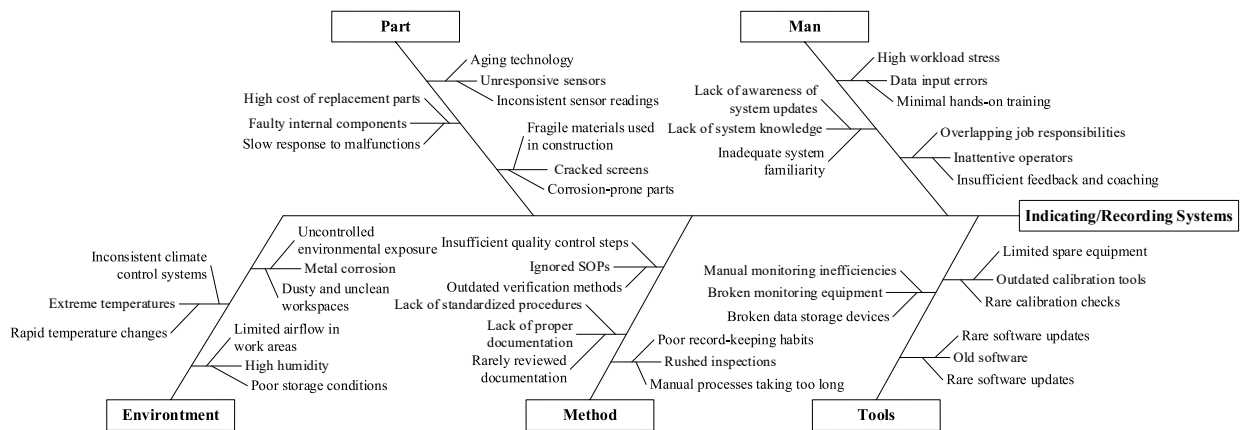 Part
Man
Aging technology
Unresponsive sensors
Inconsistent sensor readings
High cost of replacement parts
Faulty internal components
Slow response to malfunctions
Fragile materials used
in construction
Cracked screens
Corrosion-prone parts
High workload stress
Data input errors
Minimal hands-on training
Lack of awareness of
system updates
Lack of system knowledge
Inadequate system
familiarity
Overlapping job responsibilities
Inattentive operators
Insufficient feedback and coaching
Indicating/Recording Systems
Uncontrolled
environmental exposure
Metal corrosion
Dusty and unclean
workspaces
Inconsistent climate
control systems
Extreme temperatures
Rapid temperature changes
Limited airflow in
work areas
High humidity
Poor storage conditions
Insufficient quality control steps
Ignored SOPs
Outdated verification methods
Lack of standardized procedures
Lack of proper
documentation
Rarely reviewed
documentation
Poor record-keeping habits
Rushed inspections
Manual processes taking too long
Limited spare equipment
Outdated calibration tools
Rare calibration checks
Manual monitoring inefficiencies
Broken monitoring equipment
Broken data storage devices
Rare software updates
Old software
Rare software updates
Environtment
Method
Tools